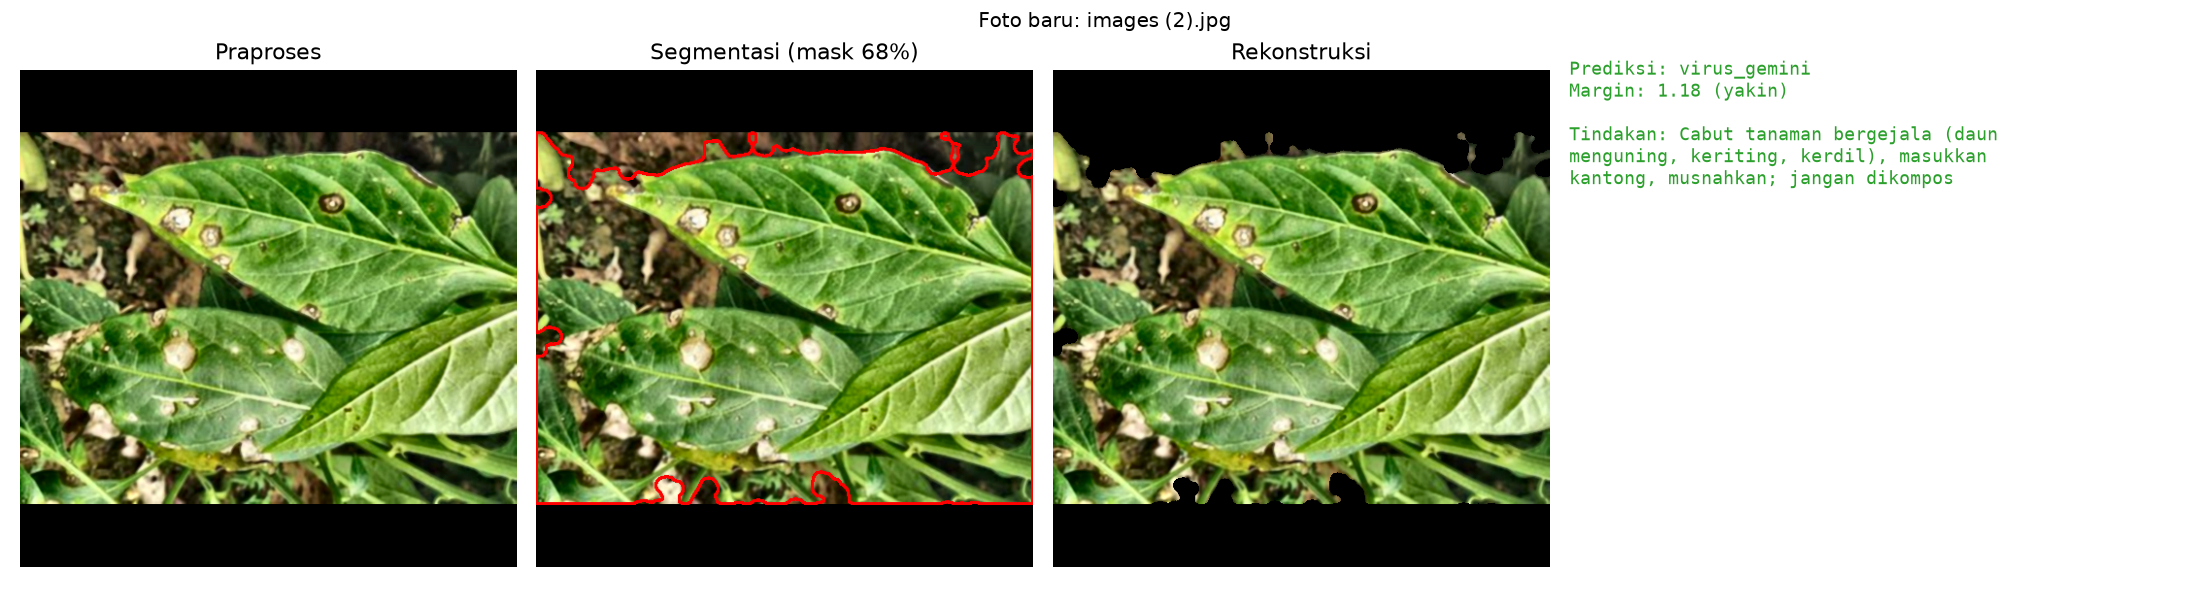 Foto baru: images (2).jpg
Praproses
Segmentasi (mask 68%)
Rekonstruksi
Prediksi: virus_gemini
Margin: 1.18 (yakin)
Tindakan: Cabut tanaman bergejala (daun
menguning, keriting, kerdil), masukkan
kantong, musnahkan; jangan dikompos